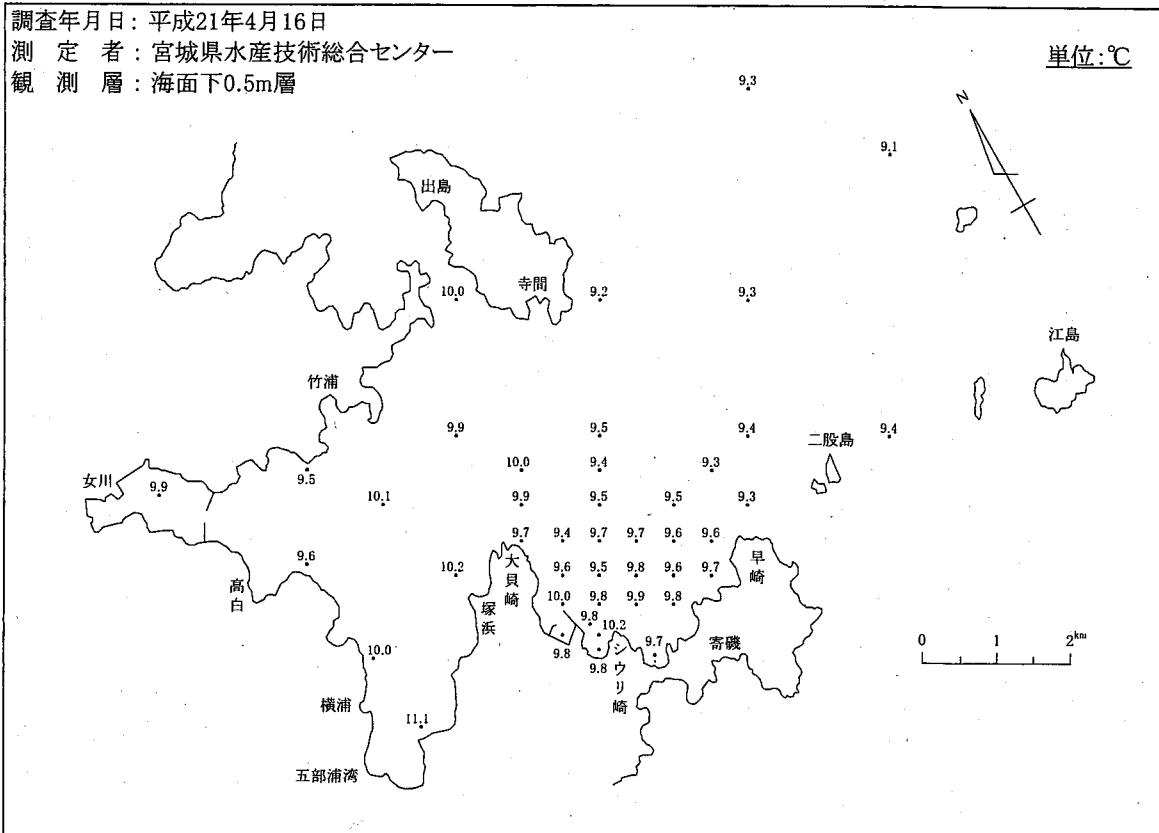 調査年月日：平成21年4月16日
測　定　者：宮城県水産技術総合センター
単位：℃
観　測　層：海面下0.5m層
9.3
N
9.1
出島
寺間
10.0
9.2
9.3
江島
竹浦
9.9
9.5
9.4
9.4
二股島
10.0
9.4
9.3
女川
9.9
9.5
10.1
9.9
9.5
9.5
9.3
9.7
9.4
9.7
9.7
9.6
9.6
9.6
10.2
大貝崎
9.6
9.5
9.8
9.6
9.7
早崎
高白
塚浜
10.0
9.8
9.9
9.8
9.8
10.2
10.0
9.8
9.8
シウリ崎
9.7
寄磯
0
1
2km
横浦
11.1
五部浦湾